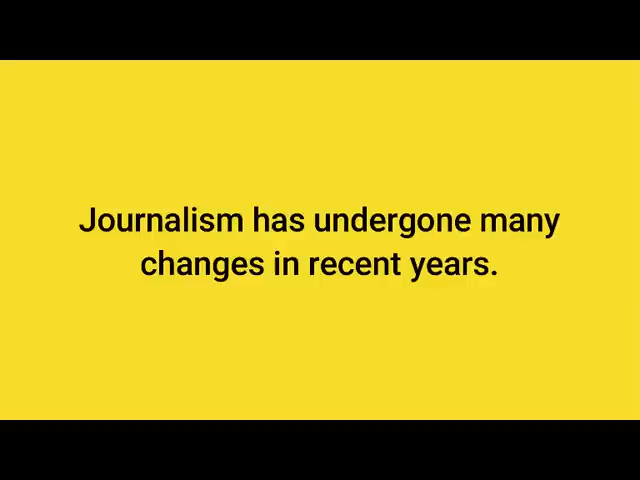 Journalism has undergone many
changes in recent years.